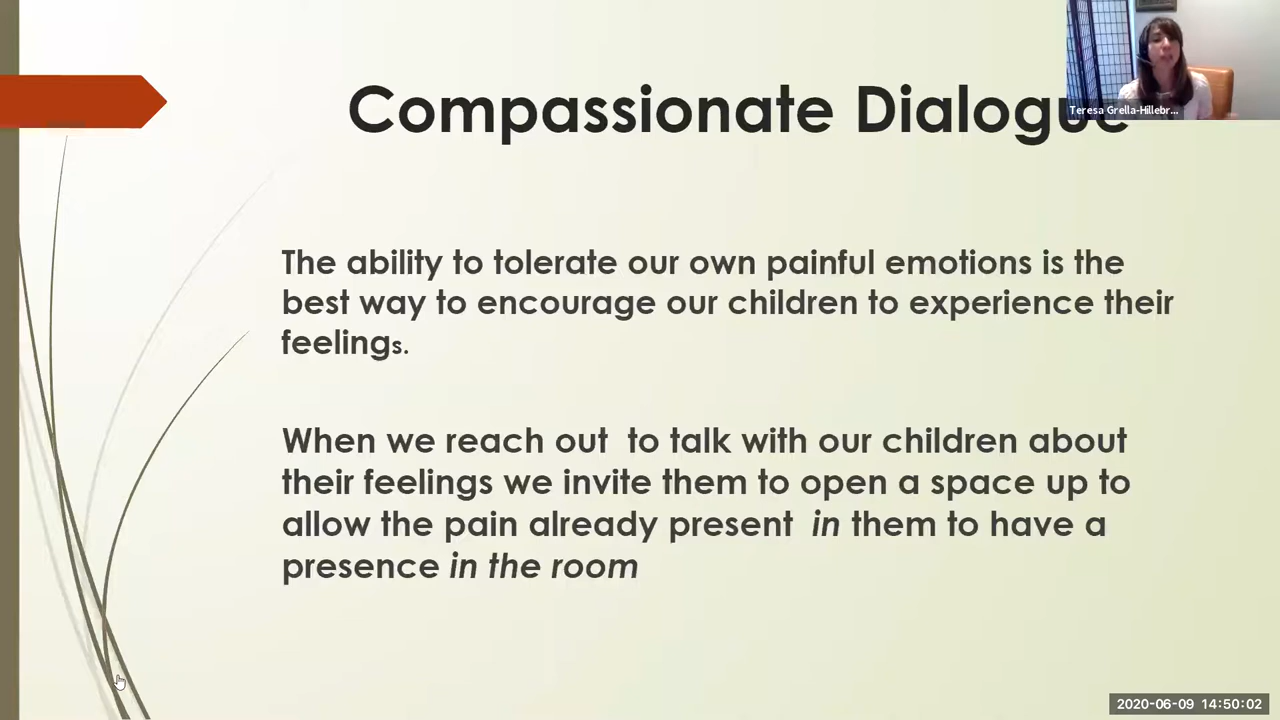 Compassionate Dialogue
Teresa Grella-Hillebr...
The ability to tolerate our own painful emotions is the
best way to encourage our children to experience their
feelings.
When we reach out  to talk with our children about
their feelings we invite them to open a space up to
allow the pain already present  in them to have a
presence in the room
2020-06-09 14:50:02